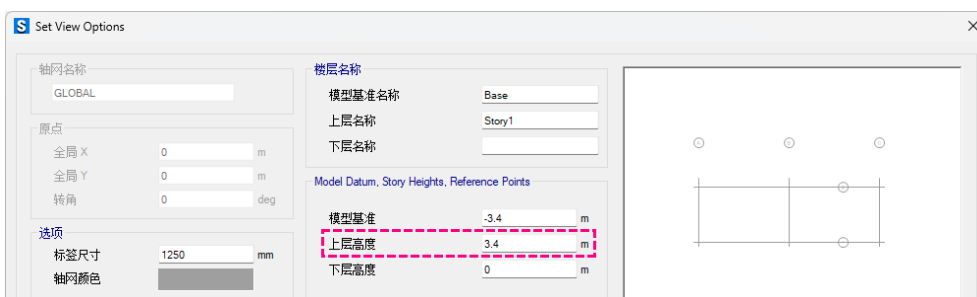 S Set View Options
轴网名称
GLOBAL
原点
全局 X 0 m
全局 Y 0 m
转角 0 deg
选项
标签尺寸 1250 mm
轴网颜色
楼层名称
模型基准名称 Base
上层名称 Story1
下层名称
Model Datum, Story Heights, Reference Points
模型基准 -3.4 m
上层高度 3.4 m
下层高度 0 m